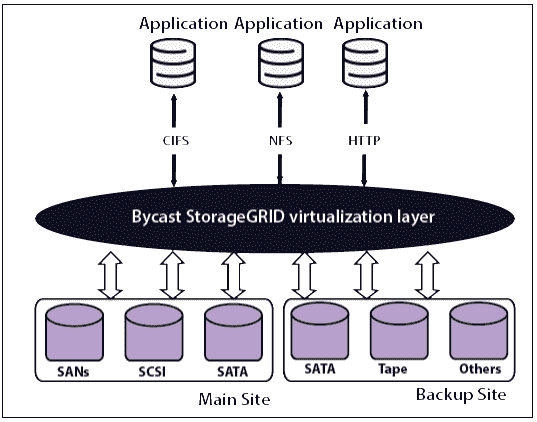 Application Application Application
CIFS NFS HTTP
Bycast StorageGRID virtualization layer
SANs SCSI SATA SATA Tape Others
Main Site Backup Site